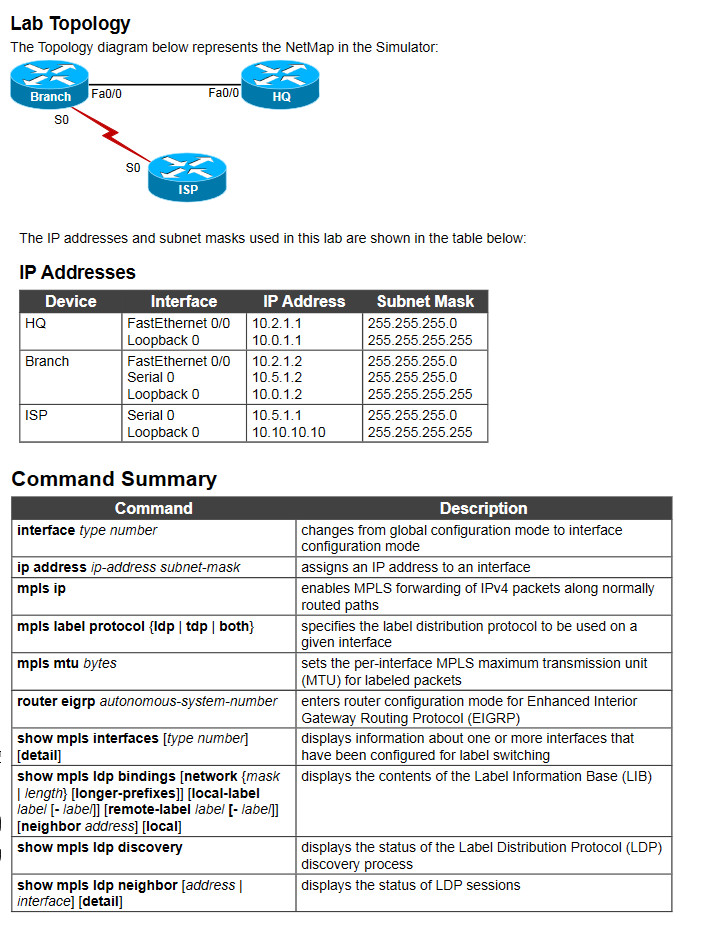 Lab Topology
The Topology diagram below represents the NetMap in the Simulator:
Branch Fa0/0 Fa0/0 HQ
S0
S0
ISP
The IP addresses and subnet masks used in this lab are shown in the table below:
IP Addresses
Device Interface IP Address Subnet Mask
HQ FastEthernet 0/0 10.2.1.1 255.255.255.0
Loopback 0 10.0.1.1 255.255.255.255
Branch FastEthernet 0/0 10.2.1.2 255.255.255.0
Serial 0 10.5.1.2 255.255.255.0
Loopback 0 10.0.1.2 255.255.255.255
ISP Serial 0 10.5.1.1 255.255.255.0
Loopback 0 10.10.10.10 255.255.255.255
Command Summary
Command Description
interface type number changes from global configuration mode to interface
configuration mode
ip address ip-address subnet-mask assigns an IP address to an interface
mpls ip enables MPLS forwarding of IPv4 packets along normally
routed paths
mpls label protocol {ldp | tdp | both} specifies the label distribution protocol to be used on a
given interface
mpls mtu bytes sets the per-interface MPLS maximum transmission unit
(MTU) for labeled packets
router eigrp autonomous-system-number enters router configuration mode for Enhanced Interior
Gateway Routing Protocol (EIGRP)
show mpls interfaces [type number] displays information about one or more interfaces that
[detail] have been configured for label switching
show mpls ldp bindings [network {mask displays the contents of the Label Information Base (LIB)
| length} [longer-prefixes]] [local-label
label [- label]] [remote-label label [- label]]
[neighbor address] [local]
show mpls ldp discovery displays the status of the Label Distribution Protocol (LDP)
discovery process
show mpls ldp neighbor [address | displays the status of LDP sessions
interface] [detail]